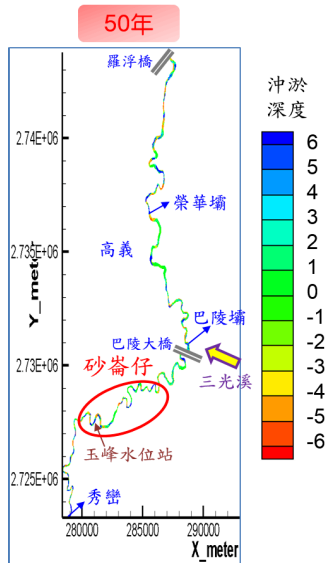 50年
羅浮橋
沖淤
深度
2.74E+06
6
5
4
3
2
1
0
-1
-2
-3
-4
-5
-6
榮華壩
高義
2.735E+06
Y_mete
巴陵壩
巴陵大橋
2.73E+06
三光溪
砂崙仔
玉峰水位站
2.725E+06
秀巒
280000
285000
290000
X_meter